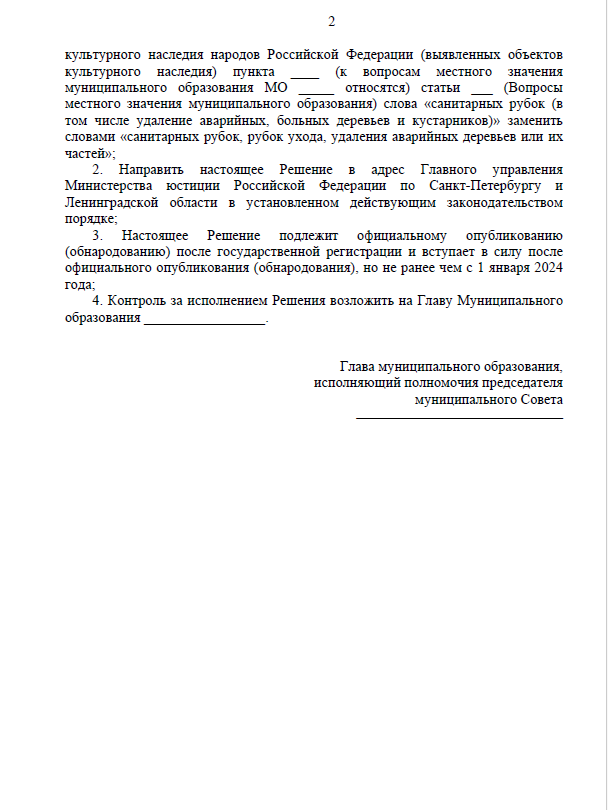 2
культурного наследия народов Российской Федерации (выявленных объектов
культурного наследия) пункта ____ (к вопросам местного значения
муниципального образования МО _____ относятся) статьи ___ (Вопросы
местного значения муниципального образования) слова «санитарных рубок (в
том числе удаление аварийных, больных деревьев и кустарников)» заменить
словами «санитарных рубок, рубок ухода, удаления аварийных деревьев или их
частей»;
2. Направить настоящее Решение в адрес Главного управления
Министерства юстиции Российской Федерации по Санкт-Петербургу и
Ленинградской области в установленном действующим законодательством
порядке;
3. Настоящее Решение подлежит официальному опубликованию
(обнародованию) после государственной регистрации и вступает в силу после
официального опубликования (обнародования), но не ранее чем с 1 января 2024
года;
4. Контроль за исполнением Решения возложить на Главу Муниципального
образования _________________.
Глава муниципального образования,
исполняющий полномочия председателя
муниципального Совета
_____________________________